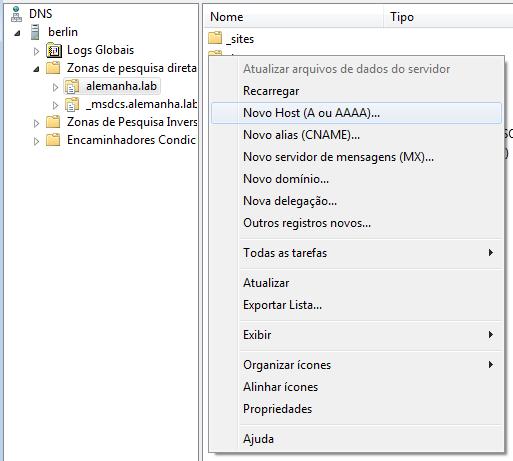 DNS
berlin
Logs Globais
Zonas de pesquisa direta
alemanha.lab
_msdcs.alemanha.lab
Zonas de Pesquisa Invers
Encaminhadores Condic
Nome Tipo
_sites
Atualizar arquivos de dados do servidor
Recarregar
Novo Host (A ou AAAA)...
Novo alias (CNAME)...
Novo servidor de mensagens (MX)...
Novo domínio...
Nova delegação...
Outros registros novos...
Todas as tarefas
Atualizar
Exportar Lista...
Exibir
Organizar ícones
Alinhar ícones
Propriedades
Ajuda